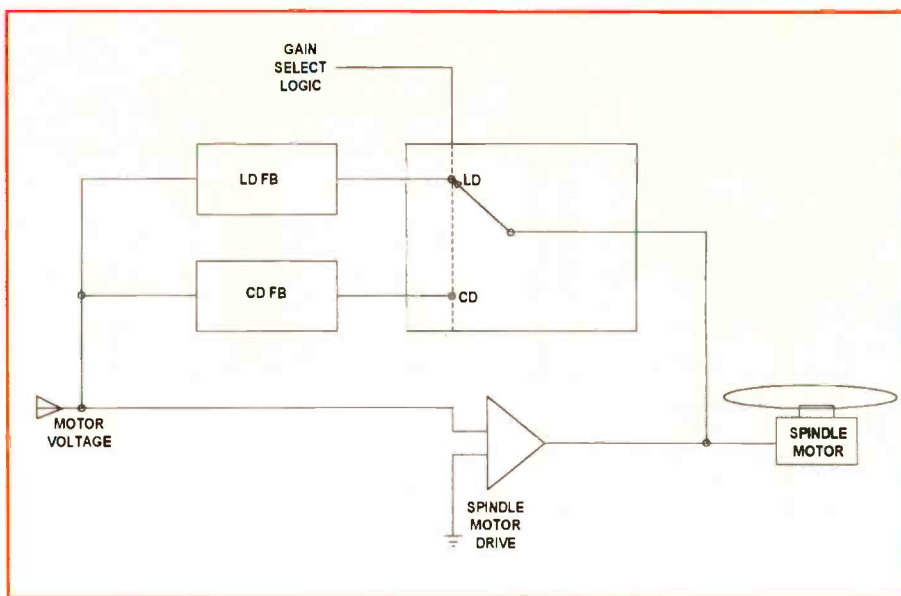 GAIN
SELECT
LOGIC
LD FB
LD
CD FB
CD
MOTOR
VOLTAGE
SPINDLE
MOTOR
DRIVE
SPINDLE
MOTOR